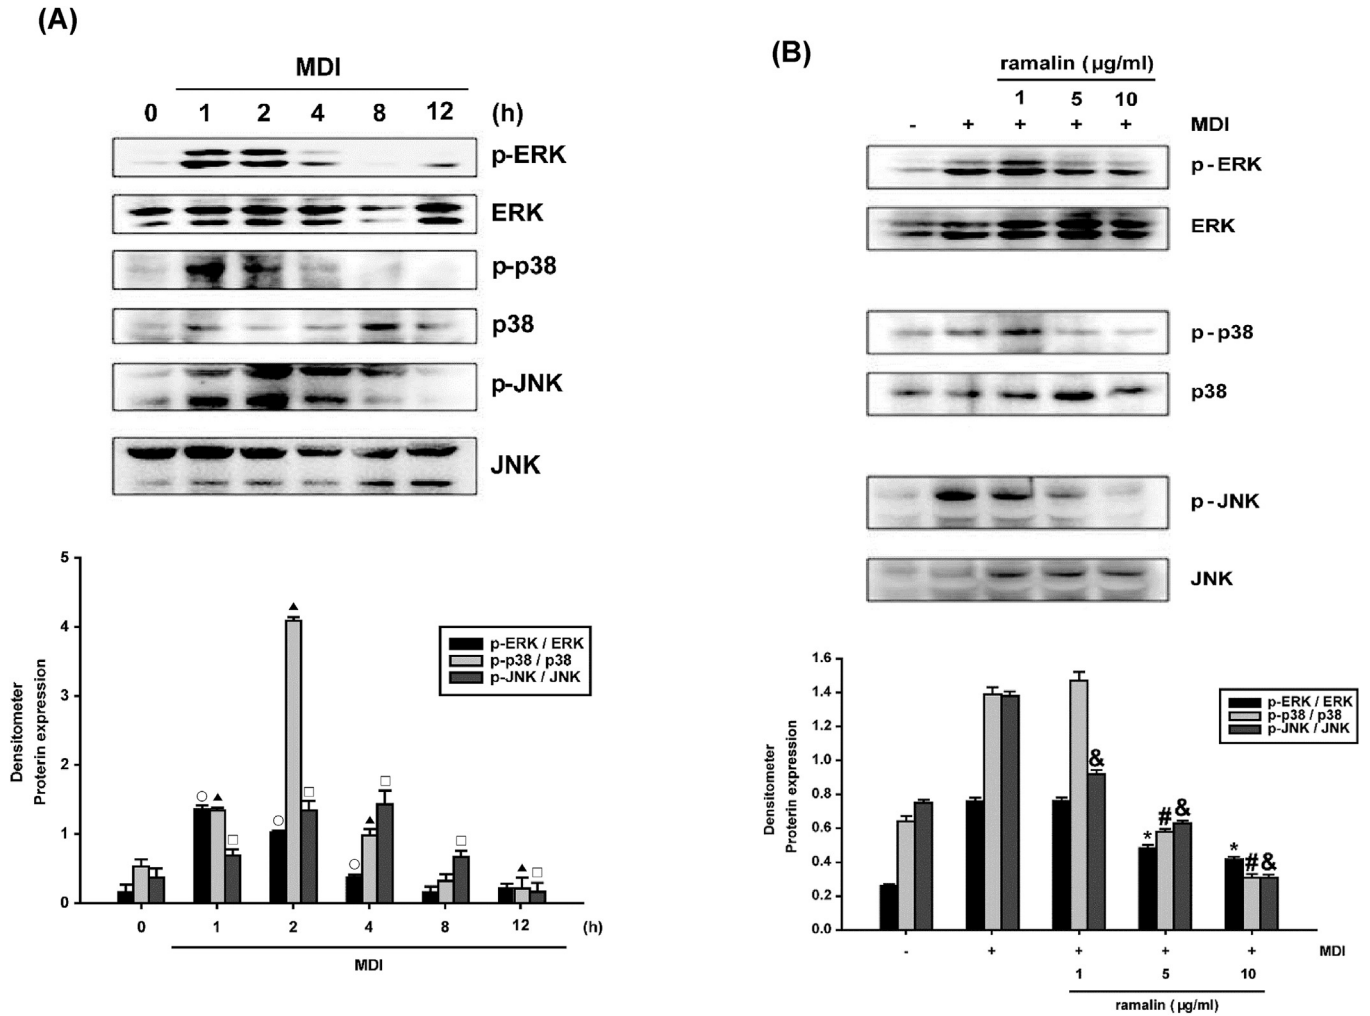 (A)
MDI
0 1 2 4 8 12 (h)
p-ERK
ERK
p-p38
p38
p-JNK
JNK
5
4
3
2
1
0
Densitometer
Proterin expression
p-ERK / ERK
p-p38 / p38
p-JNK / JNK
0 1 2 4 8 12 (h)
MDI
(B)
ramalin (µg/ml)
1 5 10
- + + + + MDI
p-ERK
ERK
p-p38
p38
p-JNK
JNK
1.6
1.4
1.2
1.0
0.8
0.6
0.4
0.2
0.0
Densitometer
Proterin expression
p-ERK / ERK
p-p38 / p38
p-JNK / JNK
&
* # &
* # &
- + + + + MDI
1 5 10
ramalin (µg/ml)